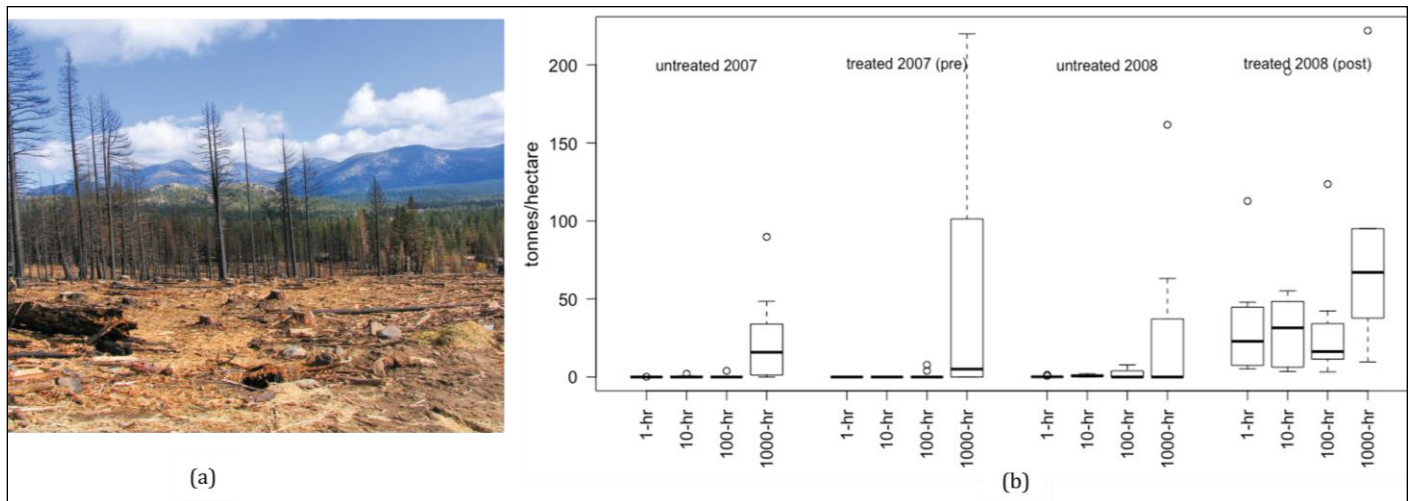 untreated 2007
treated 2007 (pre)
untreated 2008
treated 2008 (post)
tonnes/hectare
200
150
100
50
0
1-hr
10-hr
100-hr
1000-hr
1-hr
10-hr
100-hr
1000-hr
1-hr
10-hr
100-hr
1000-hr
1-hr
10-hr
100-hr
1000-hr
(a)
(b)